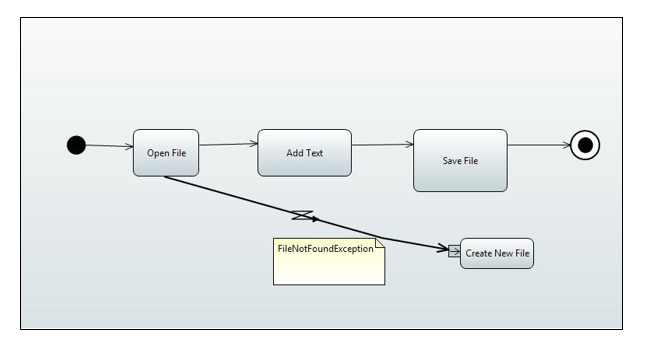 Open File
Add Text
Save File
FileNotFoundException
Create New File